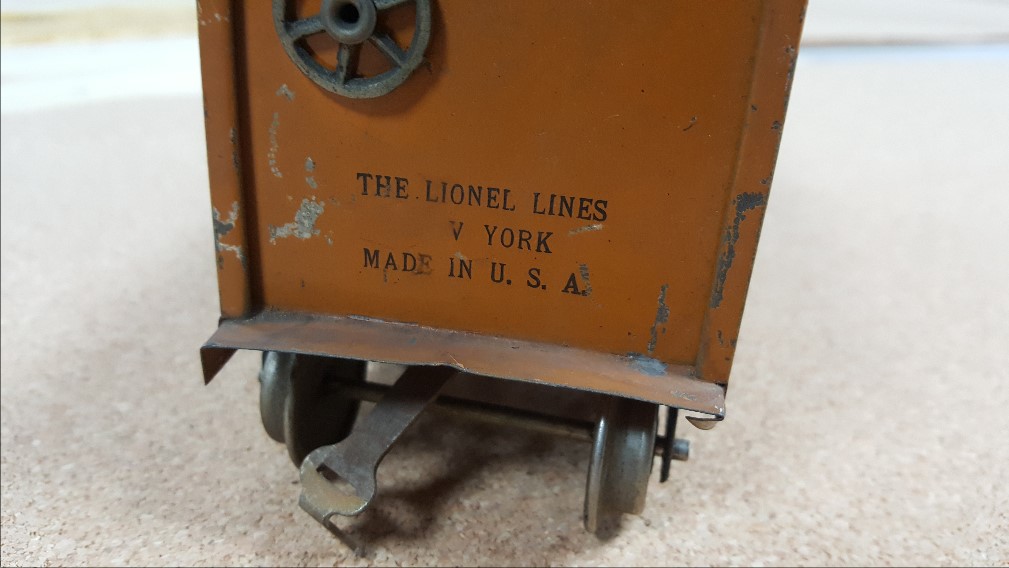 THE LIONEL LINES
YORK
MADE IN U. S. A.